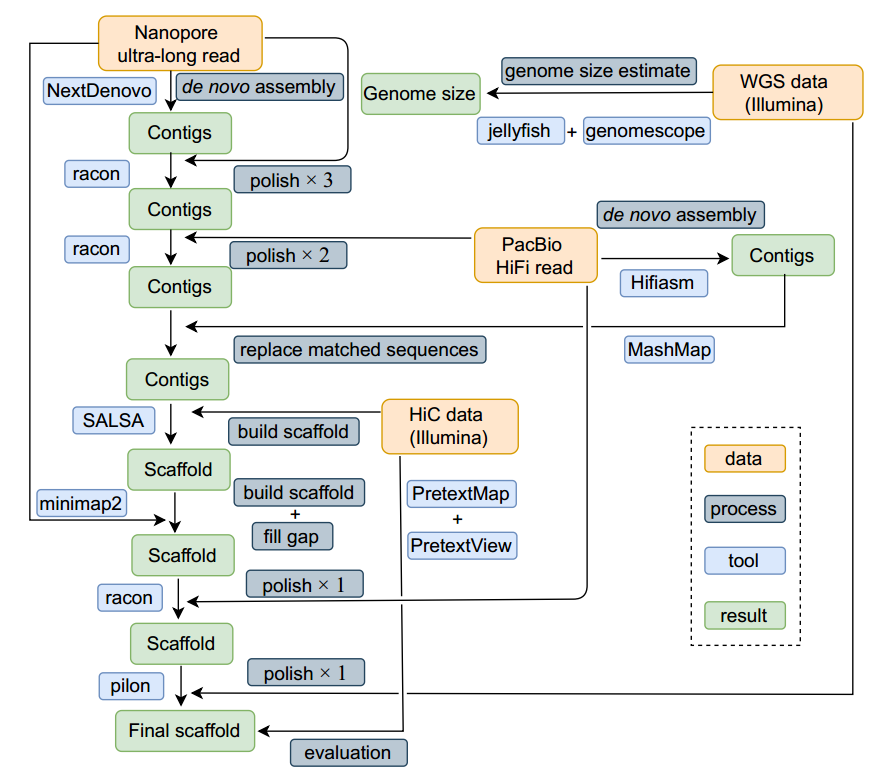 Nanopore
ultra-long read
NextDenovo
de novo assembly
Genome size
genome size estimate
WGS data
(Illumina)
jellyfish + genomescope
Contigs
racon
polish × 3
Contigs
de novo assembly
racon
polish × 2
PacBio
HiFi read
Contigs
Hifiasm
Contigs
replace matched sequences
MashMap
Contigs
SALSA
build scaffold
HiC data
(Illumina)
Scaffold
minimap2
build scaffold
+
fill gap
PretextMap
+
PretextView
Scaffold
racon
polish × 1
Scaffold
pilon
polish × 1
Final scaffold
evaluation
data
process
tool
result